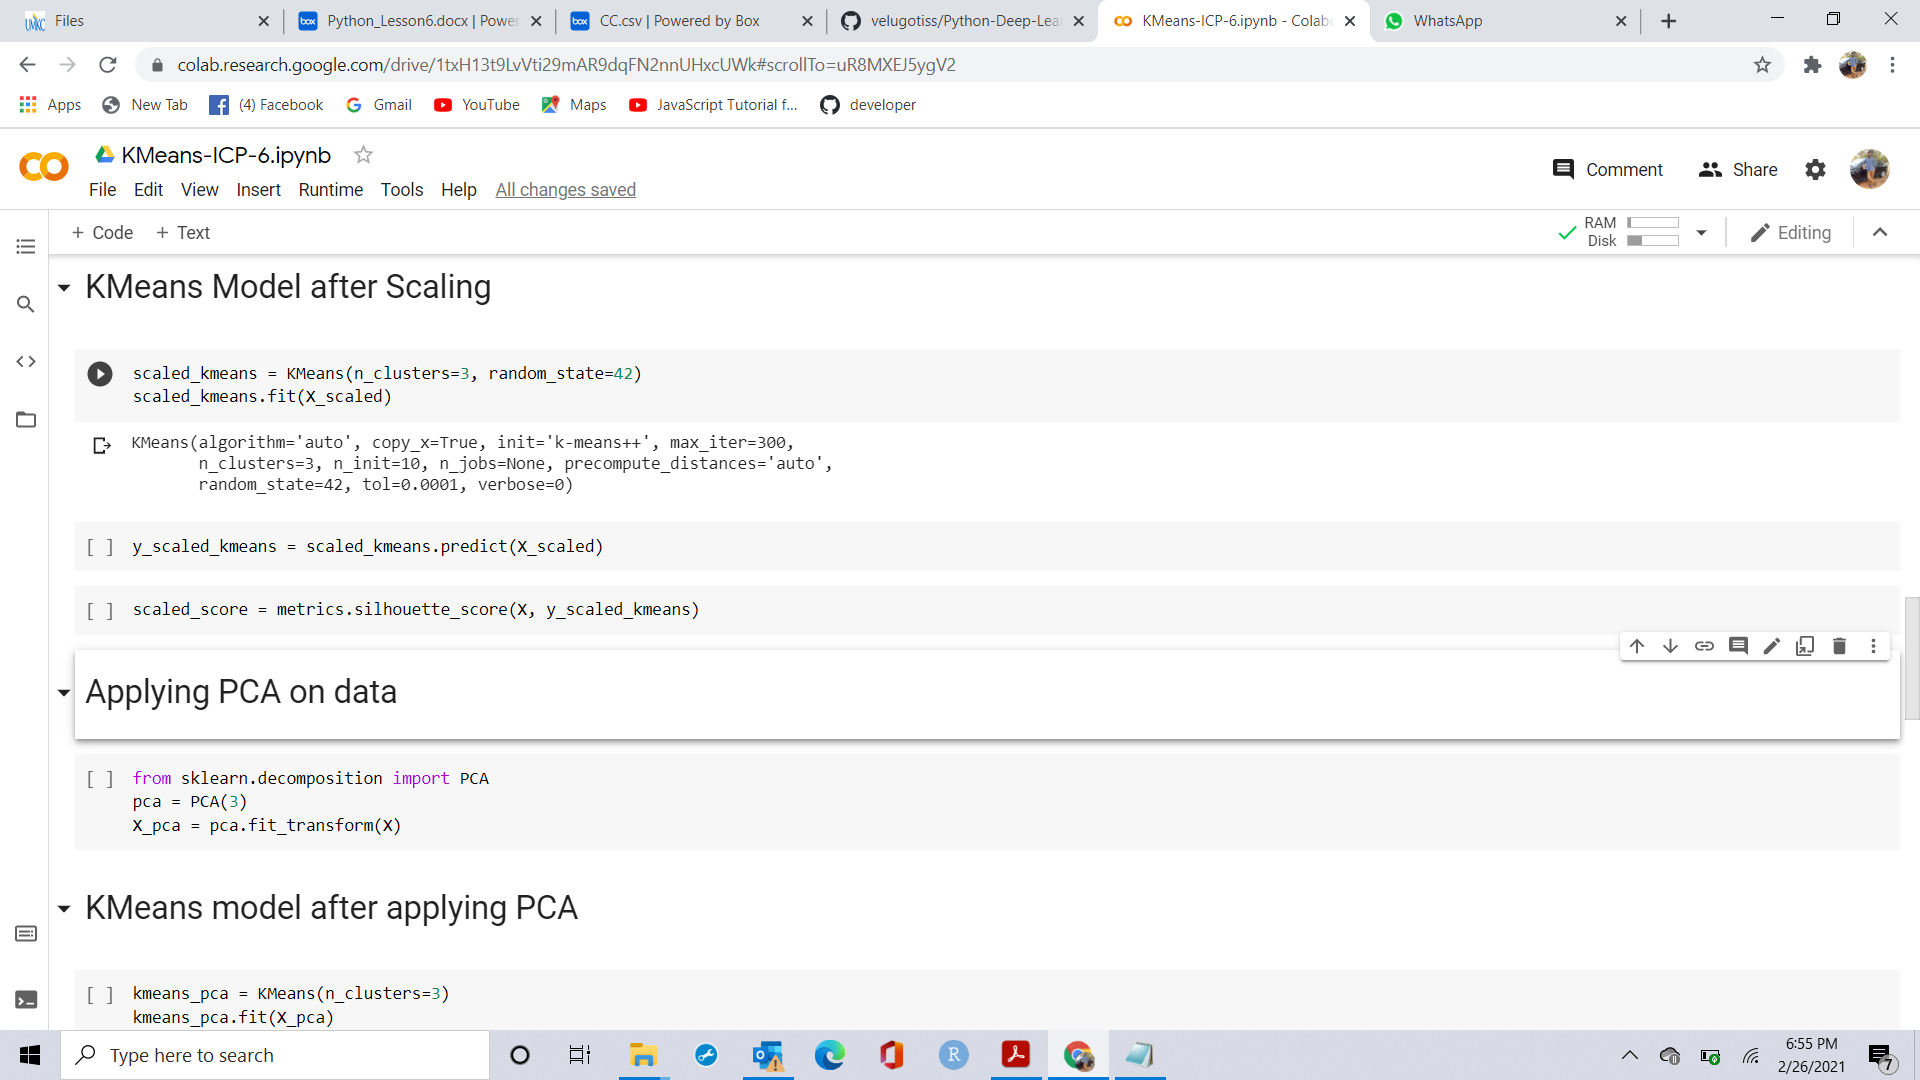 Files
Python_Lesson6.docx | Power
CC.csv | Powered by Box
velugotiss/Python-Deep-Lea
KMeans-ICP-6.ipynb - Colab
WhatsApp
colab.research.google.com/drive/1txH13t9LvVti29mAR9dqFN2nnUHxcUWk#scrollTo=uR8MXEJ5ygV2
Apps New Tab (4) Facebook Gmail YouTube Maps JavaScript Tutorial f... developer
KMeans-ICP-6.ipynb
Comment Share
File Edit View Insert Runtime Tools Help All changes saved
+ Code + Text
RAM
Disk
Editing
KMeans Model after Scaling
scaled_kmeans = KMeans(n_clusters=3, random_state=42)
scaled_kmeans.fit(X_scaled)
KMeans(algorithm='auto', copy_x=True, init='k-means++', max_iter=300,
n_clusters=3, n_init=10, n_jobs=None, precompute_distances='auto',
random_state=42, tol=0.0001, verbose=0)
[ ] y_scaled_kmeans = scaled_kmeans.predict(X_scaled)
[ ] scaled_score = metrics.silhouette_score(X, y_scaled_kmeans)
Applying PCA on data
[ ] from sklearn.decomposition import PCA
pca = PCA(3)
X_pca = pca.fit_transform(X)
KMeans model after applying PCA
[ ] kmeans_pca = KMeans(n_clusters=3)
kmeans_pca.fit(X_pca)
Type here to search
6:55 PM
2/26/2021
7